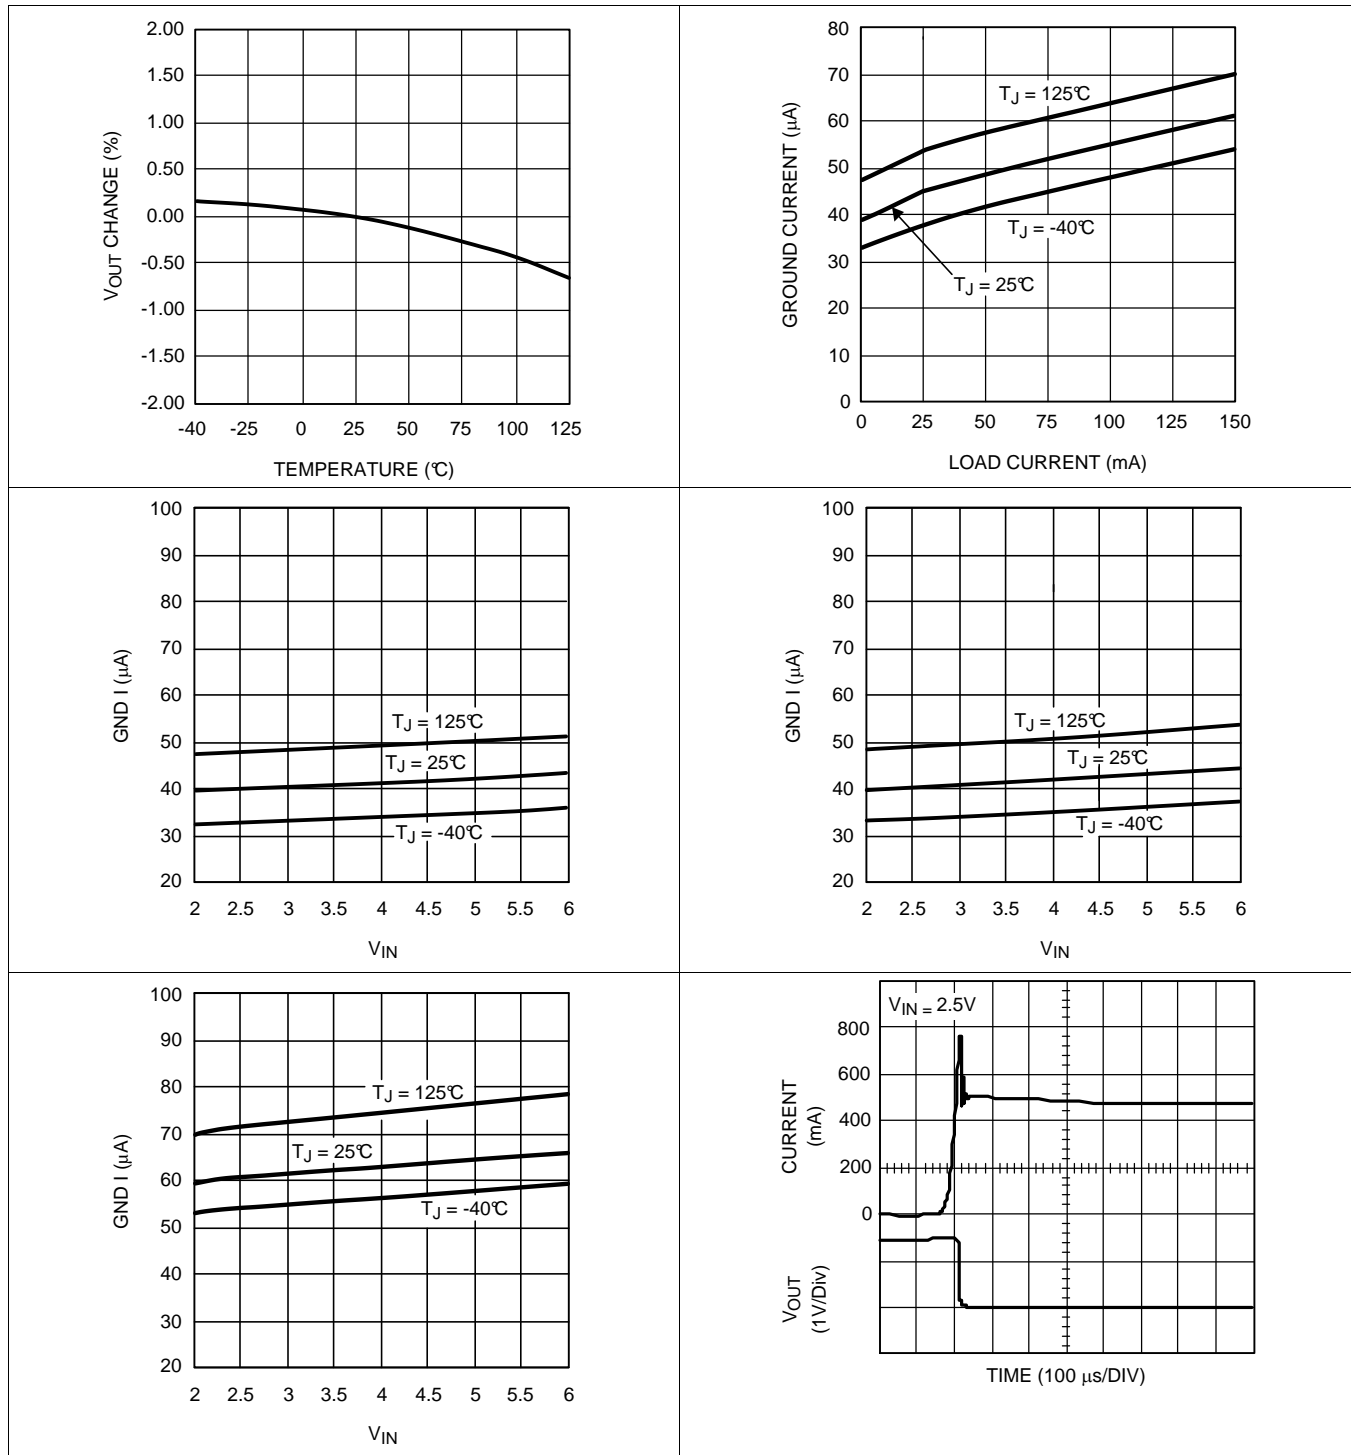 2.00
1.50
1.00
0.50
0.00
-0.50
-1.00
-1.50
-2.00
VOUT CHANGE (%)
-40 -25 0 25 50 75 100 125
TEMPERATURE (°C)
80
70
60
50
40
30
20
10
0
GROUND CURRENT (µA)
TJ = 125°C
TJ = -40°C
TJ = 25°C
0 25 50 75 100 125 150
LOAD CURRENT (mA)
100
90
80
70
60
50
40
30
20
GND I (µA)
TJ = 125°C
TJ = 25°C
TJ = -40°C
2 2.5 3 3.5 4 4.5 5 5.5 6
VIN
100
90
80
70
60
50
40
30
20
GND I (µA)
TJ = 125°C
TJ = 25°C
TJ = -40°C
2 2.5 3 3.5 4 4.5 5 5.5 6
VIN
100
90
80
70
60
50
40
30
20
GND I (µA)
TJ = 125°C
TJ = 25°C
TJ = -40°C
2 2.5 3 3.5 4 4.5 5 5.5 6
VIN
VIN = 2.5V
800
600
400
200
0
CURRENT
(mA)
VOUT
(1V/Div)
TIME (100 µs/DIV)